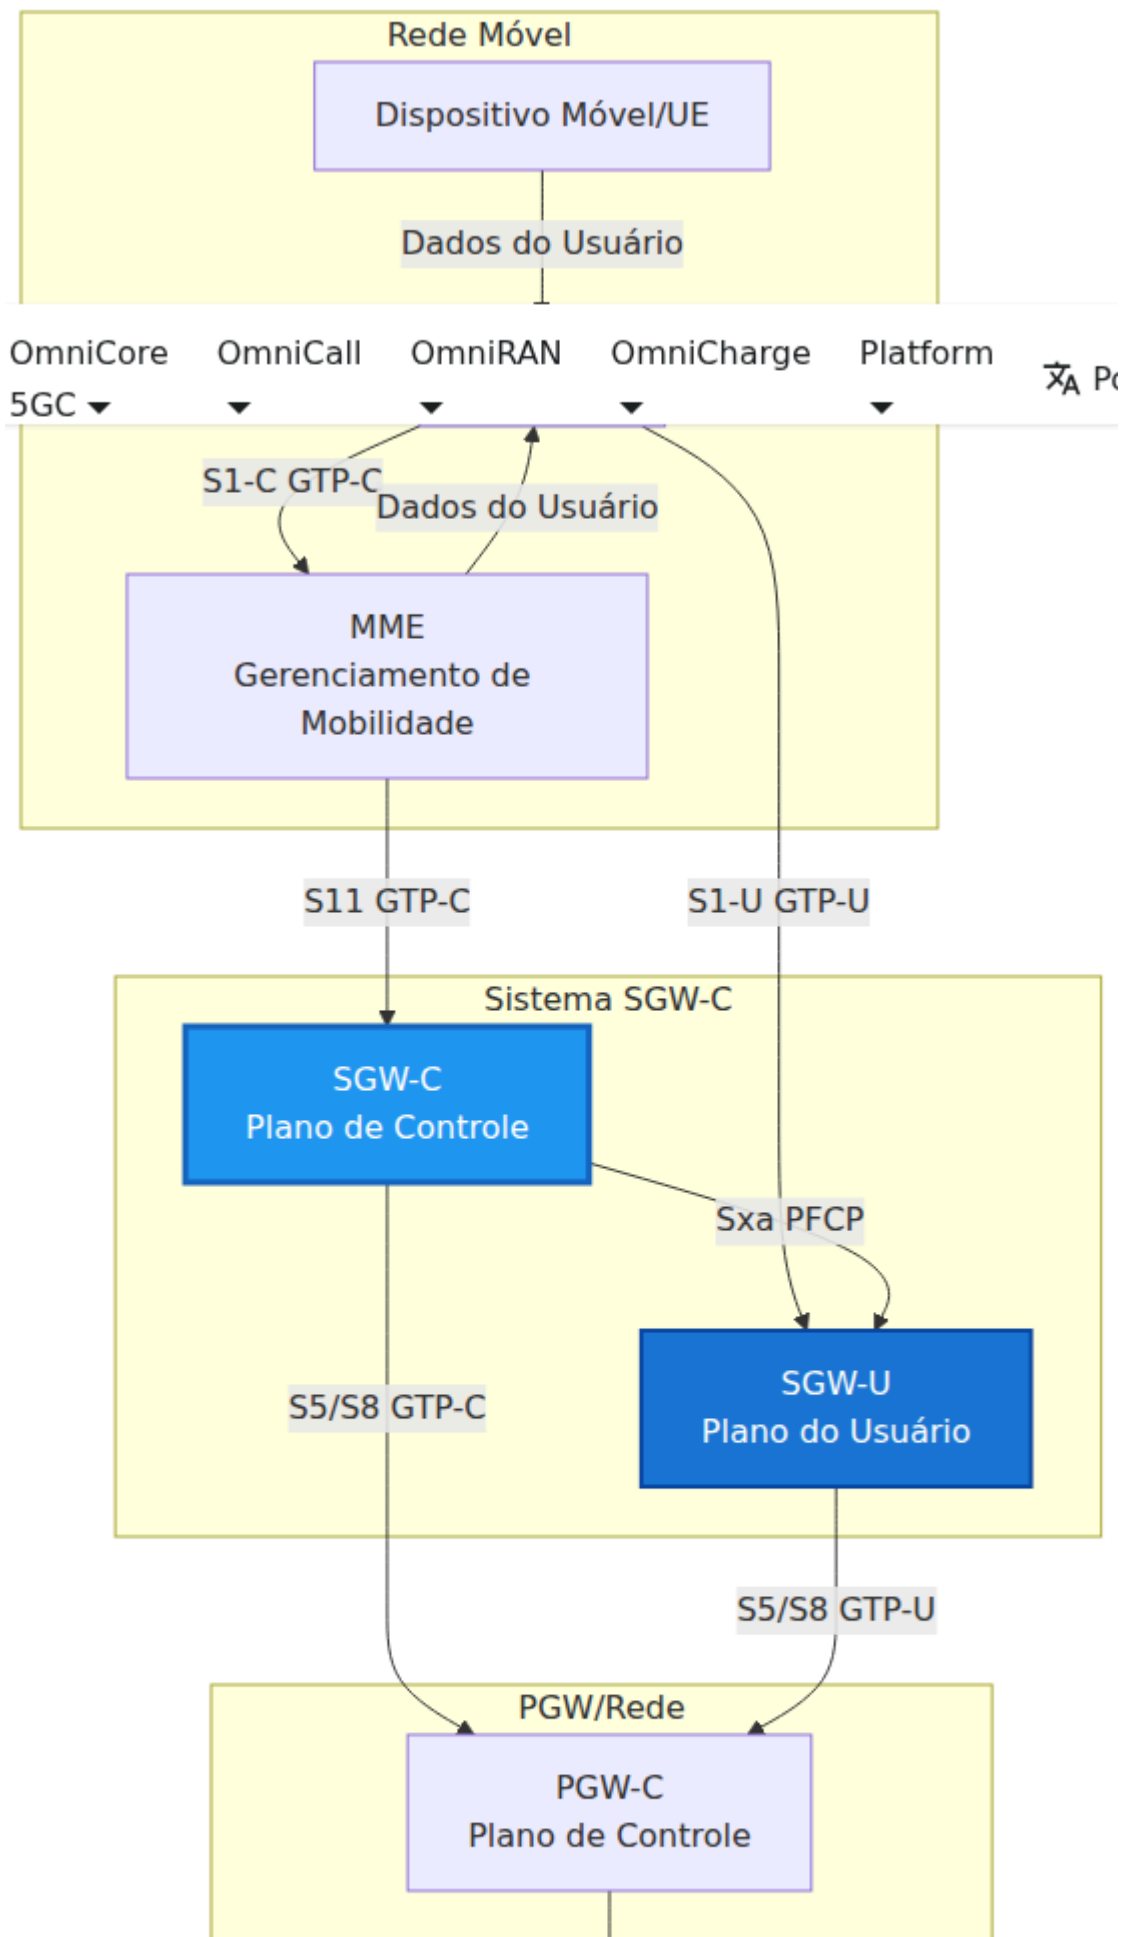 Rede Móvel
Dispositivo Móvel/UE
Dados do Usuário
OmniCore
5GC
OmniCall
OmniRAN
OmniCharge
Platform
S1-C GTP-C
Dados do Usuário
MME
Gerenciamento de
Mobilidade
S11 GTP-C
S1-U GTP-U
Sistema SGW-C
SGW-C
Plano de Controle
Sxa PFCP
SGW-U
Plano do Usuário
S5/S8 GTP-C
S5/S8 GTP-U
PGW/Rede
PGW-C
Plano de Controle